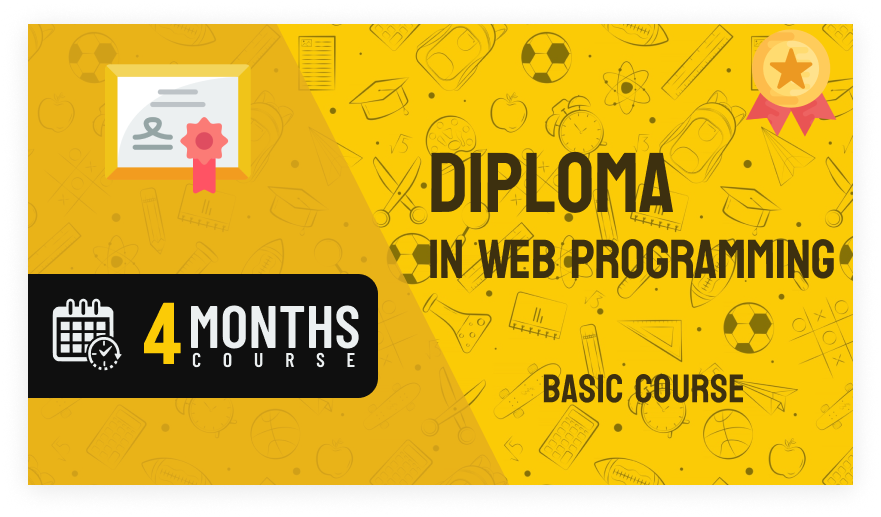 DIPLOMA
IN WEB PROGRAMMING
4 MONTHS
COURSE
BASIC COURSE